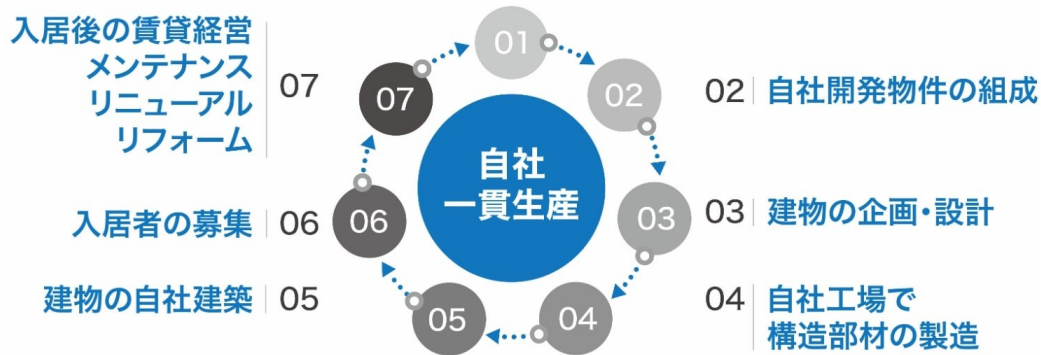 01
02
03
04
05
06
07
自社
一貫生産
02 自社開発物件の組成
03 建物の企画・設計
04 自社工場で
構造部材の製造
05 建物の自社建築
06 入居者の募集
07 入居後の賃貸経営
メンテナンス
リニューアル
リフォーム